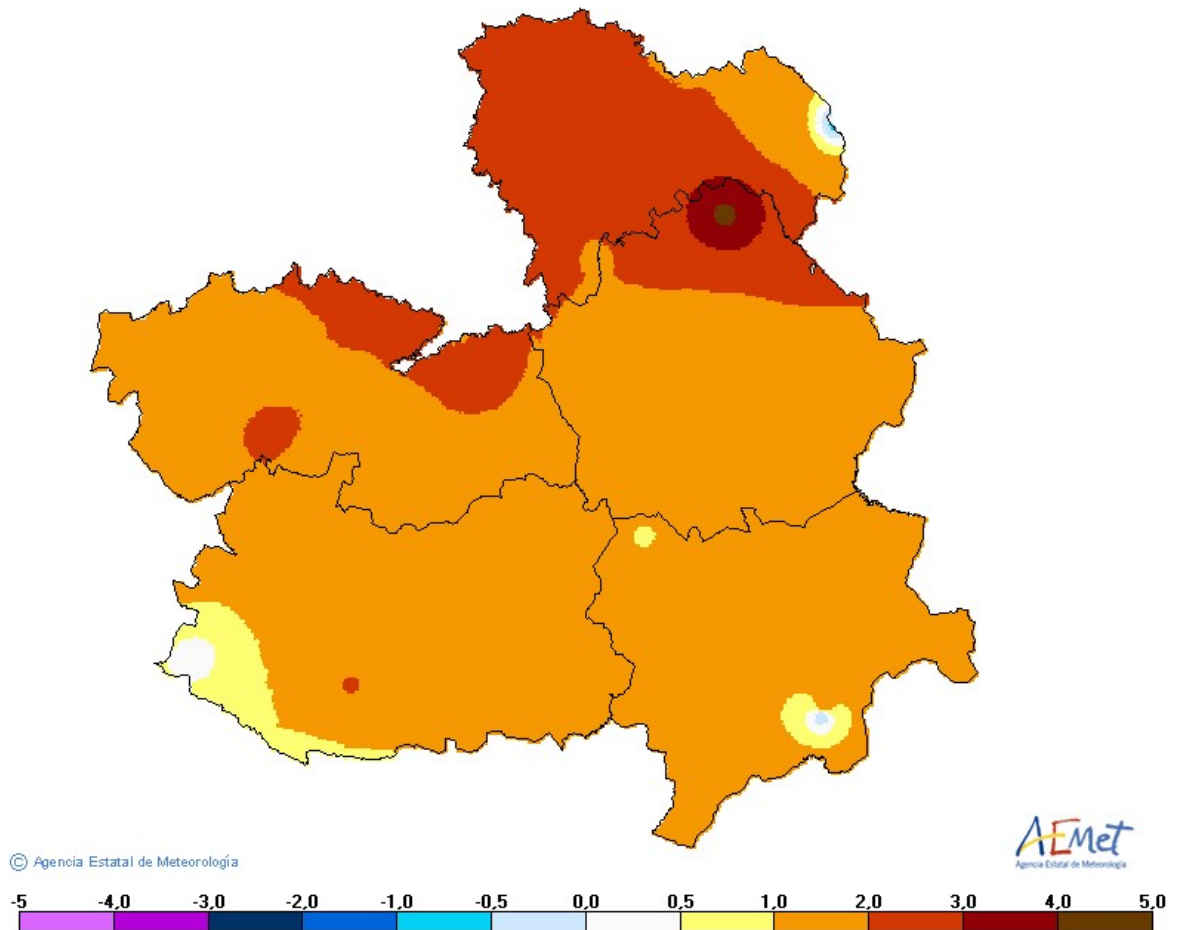 AEMet
Agencia Estatal de Meteorología
© Agencia Estatal de Meteorología
-5 -4,0 -3,0 -2,0 -1,0 -0,5 0,0 0,5 1,0 2,0 3,0 4,0 5,0